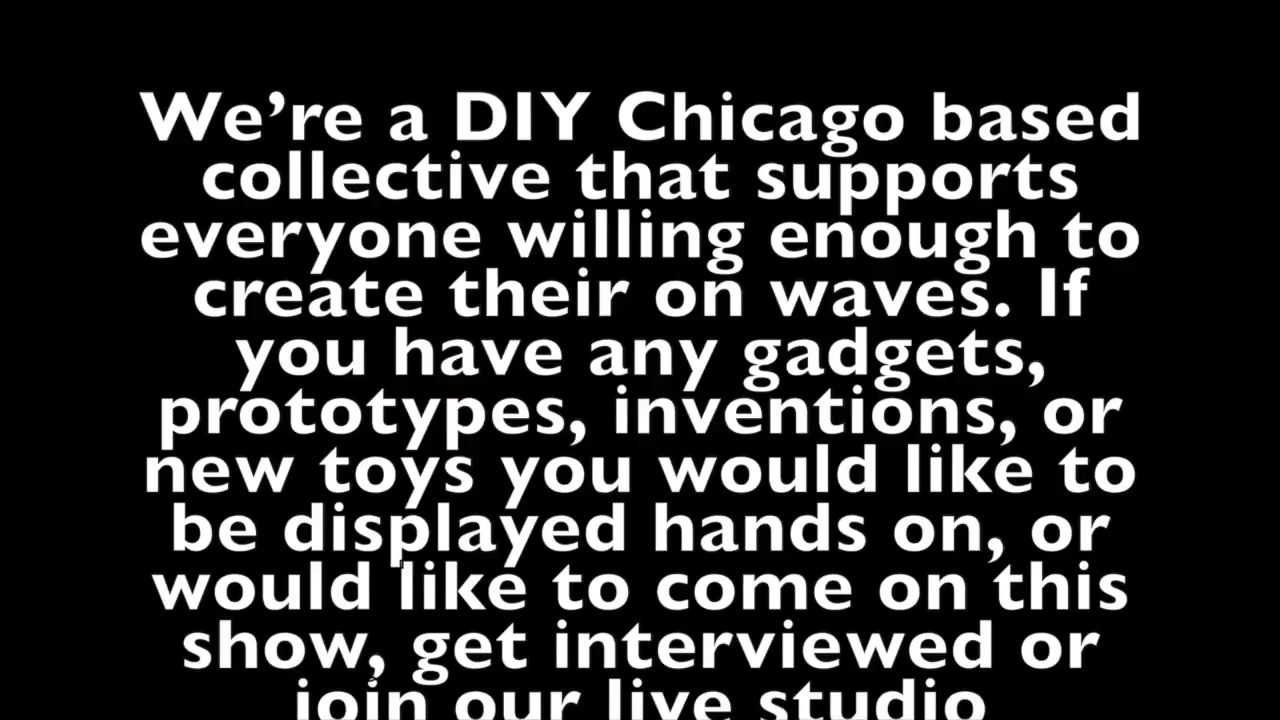 We’re a DIY Chicago based
collective that supports
everyone willing enough to
create their on waves. If
you have any gadgets,
prototypes, inventions, or
new toys you would like to
be displayed hands on, or
would like to come on this
show, get interviewed or
join our live studio